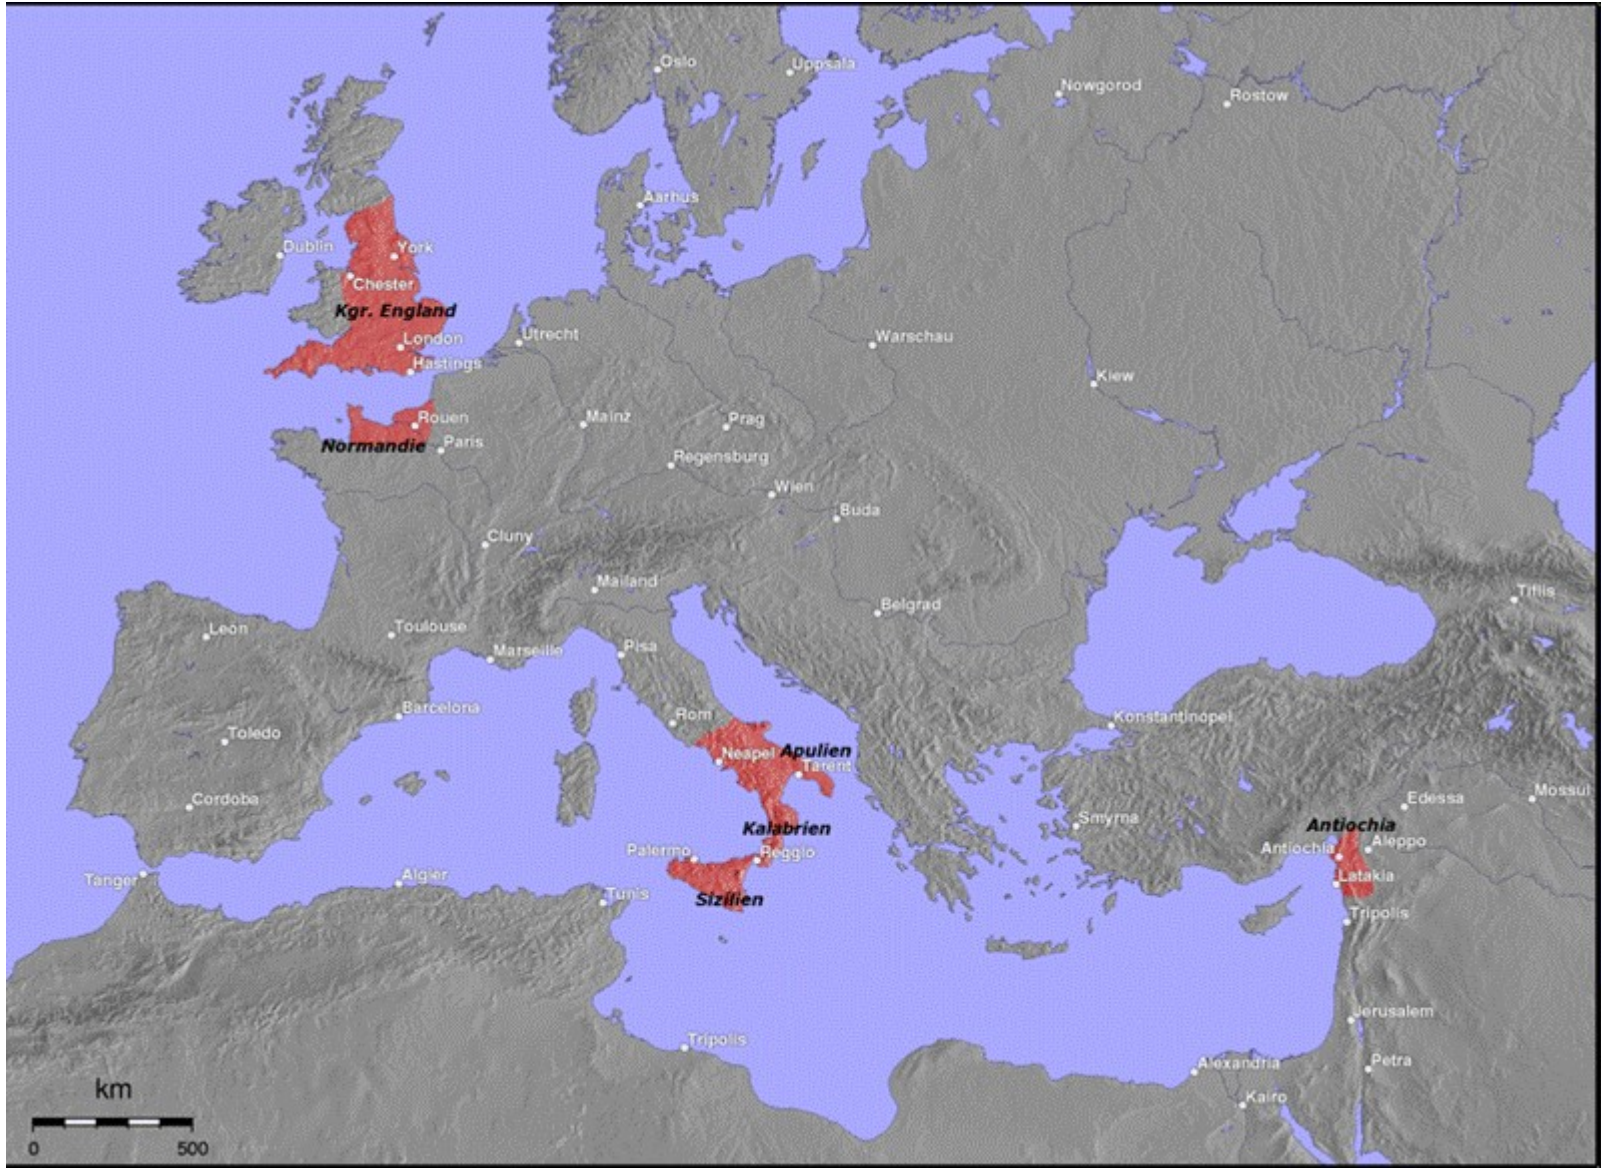 Oslo
Uppsala
Nowgorod
Rostow
Aarhus
Dublin
York
Chester
Kgr. England
London
Hastings
Utrecht
Warschau
Kiew
Rouen
Normandie
Paris
Mainz
Prag
Regensburg
Wien
Buda
Cluny
Mailand
Belgrad
Tiflis
Leon
Toulouse
Marseille
Pisa
Barcelona
Rom
Konstantinopel
Toledo
Neapel
Apulien
Tarent
Cordoba
Edessa
Mossul
Smyrna
Kalabrien
Antiochia
Antiochia
Aleppo
Palermo
Reggio
Tanger
Algier
Latakia
Tunis
Sizilien
Tripolis
Jerusalem
Tripolis
Alexandria
Petra
Kairo
km
0 500